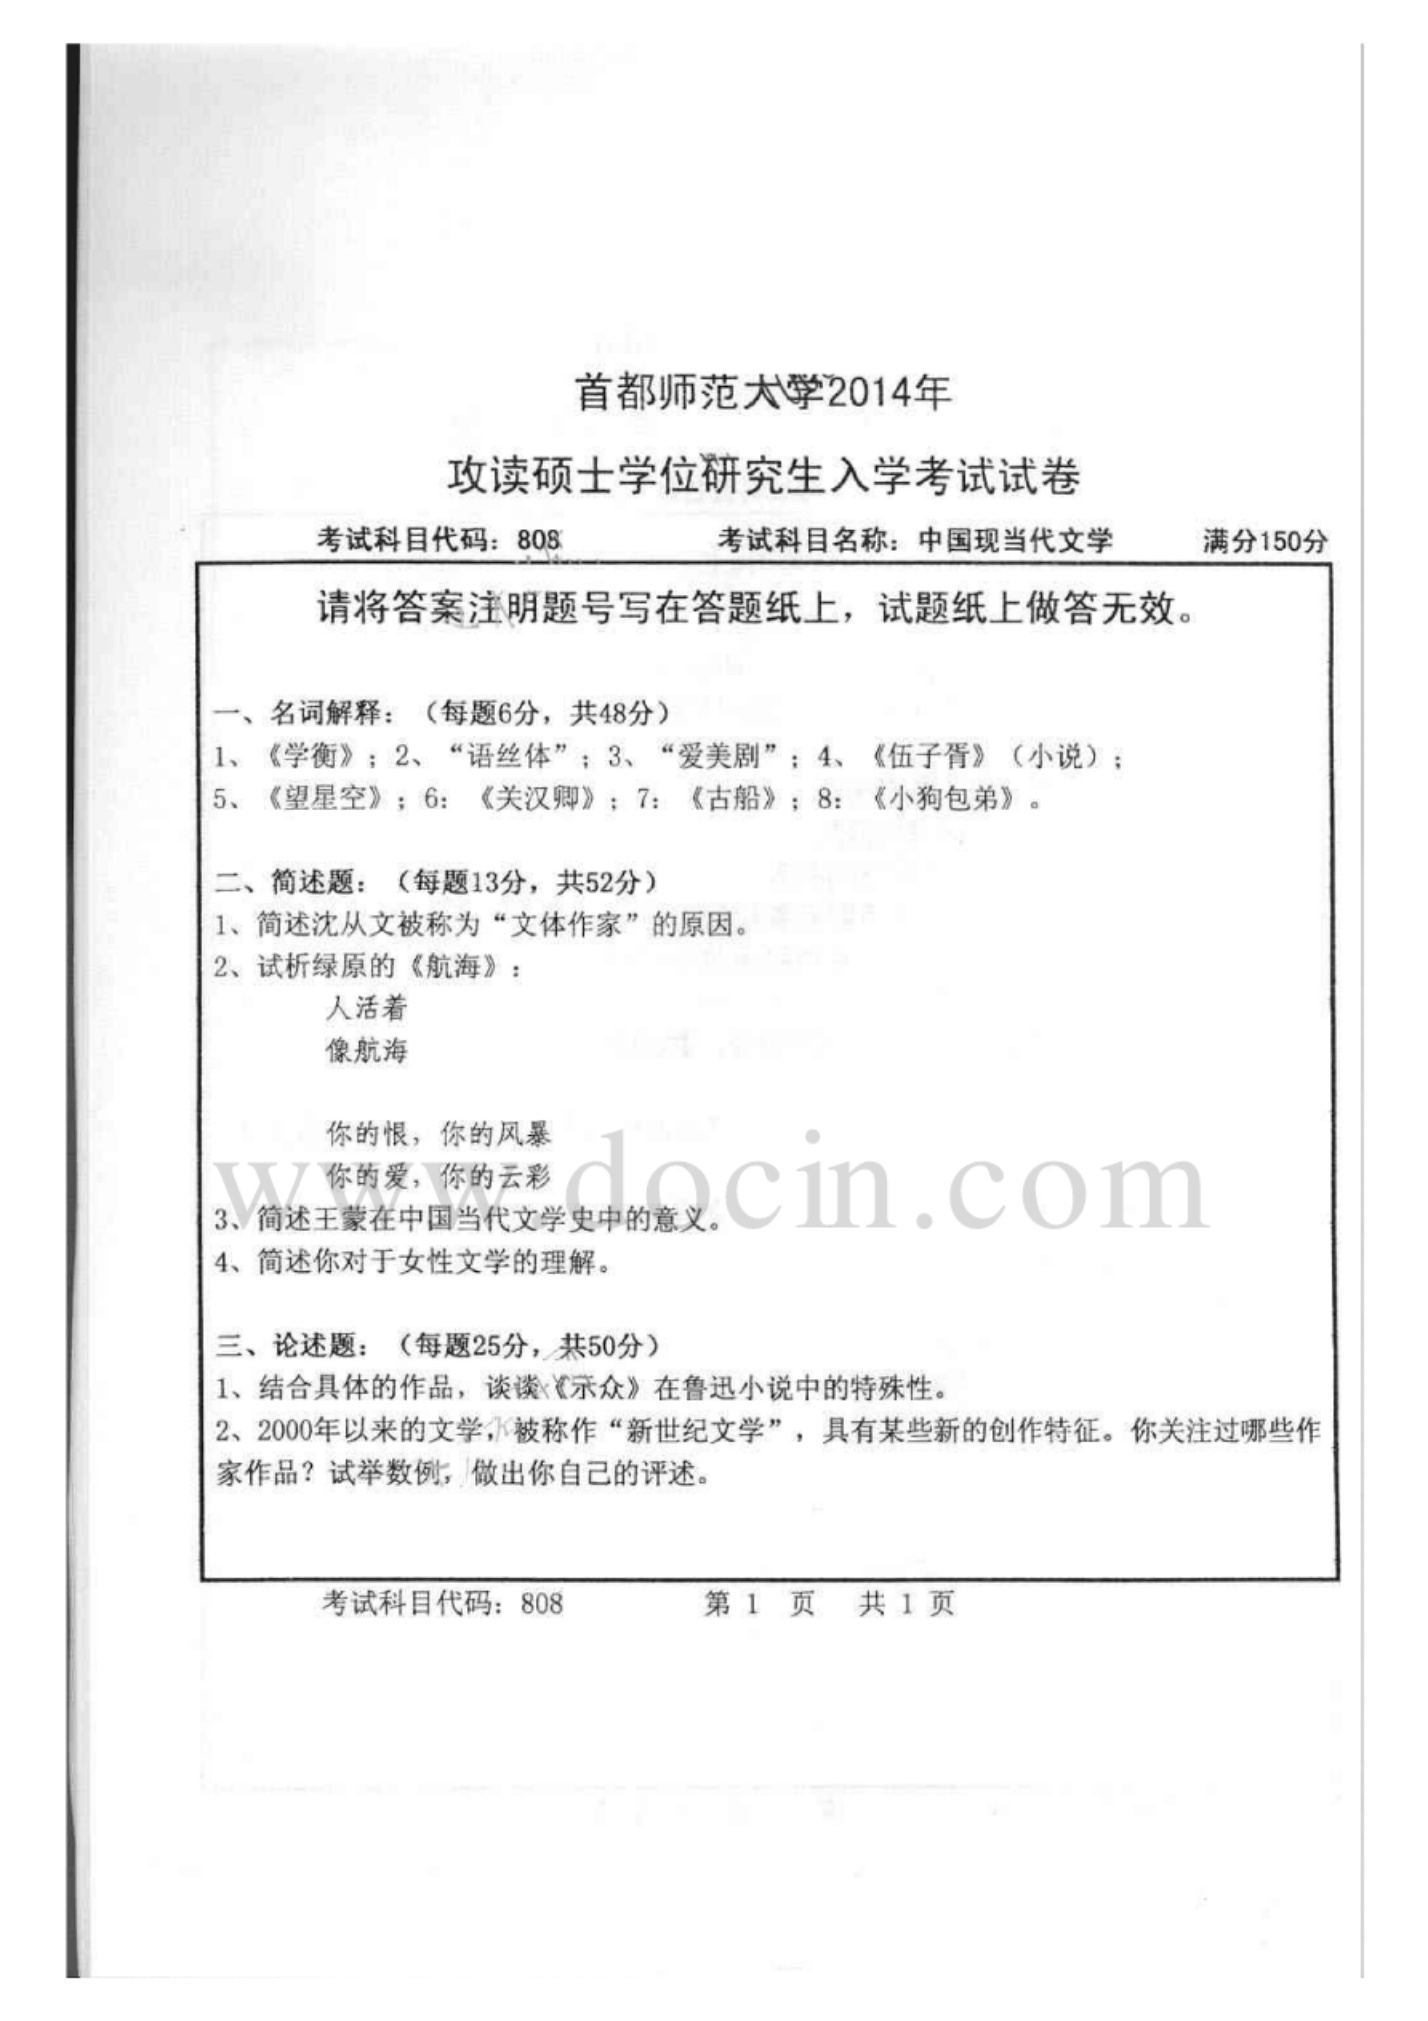 首都师范大学2014年
攻读硕士学位研究生入学考试试卷
考试科目代码：808 考试科目名称：中国现当代文学 满分150分
请将答案注明题号写在答题纸上，试题纸上做答无效。
一、名词解释：（每题6分，共48分）
1、《学衡》；2、“语丝体”；3、“爱美剧”；4、《伍子胥》（小说）；
5、《望星空》；6：《关汉卿》；7：《古船》；8：《小狗包弟》。
二、简述题：（每题13分，共52分）
1、简述沈从文被称为“文体作家”的原因。
2、试析绿原的《航海》：
人活着
像航海
你的恨，你的风暴
你的爱，你的云彩
www.docin.com
3、简述王蒙在中国当代文学史中的意义。
4、简述你对于女性文学的理解。
三、论述题：（每题25分，共50分）
1、结合具体的作品，谈谈《示众》在鲁迅小说中的特殊性。
2、2000年以来的文学，被称作“新世纪文学”，具有某些新的创作特征。你关注过哪些作
家作品？试举数例，做出你自己的评述。
考试科目代码：808 第 1 页 共 1 页